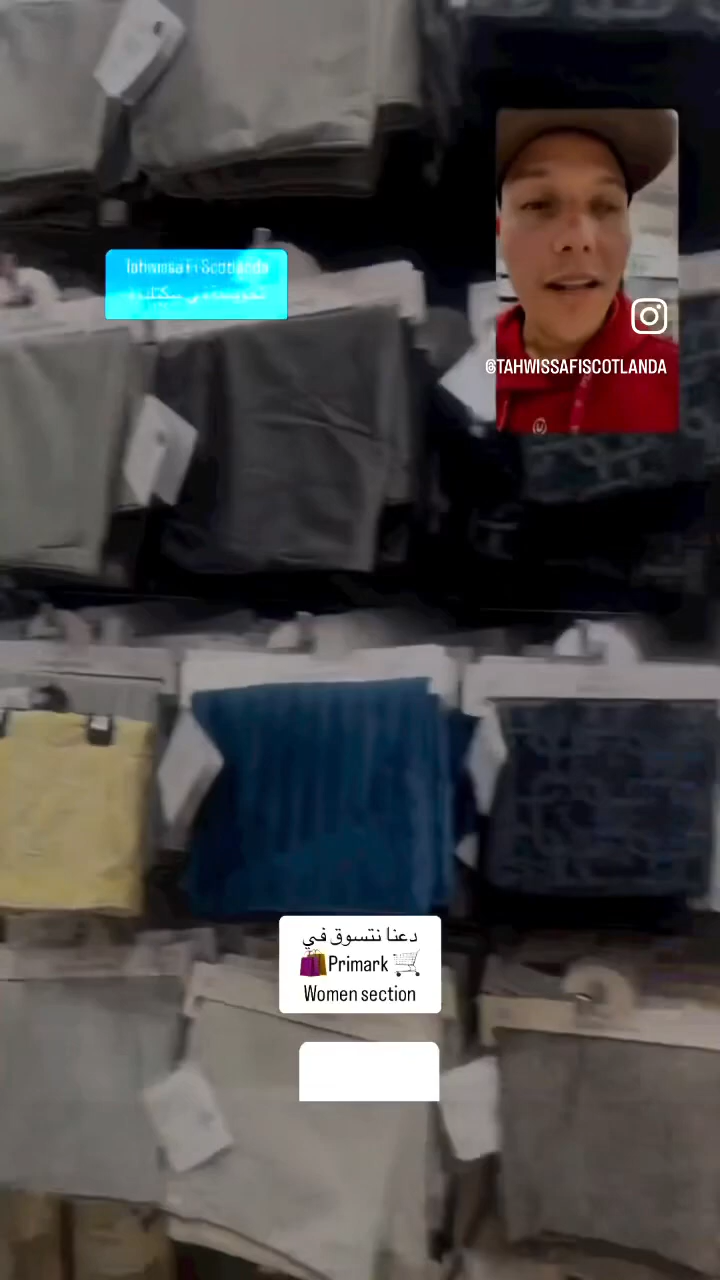 Tahwissa Fi Scotlanda
@TAHWISSAFISCOTLANDA
دعنا نتسوق في
🛍️Primark 🛒
Women section